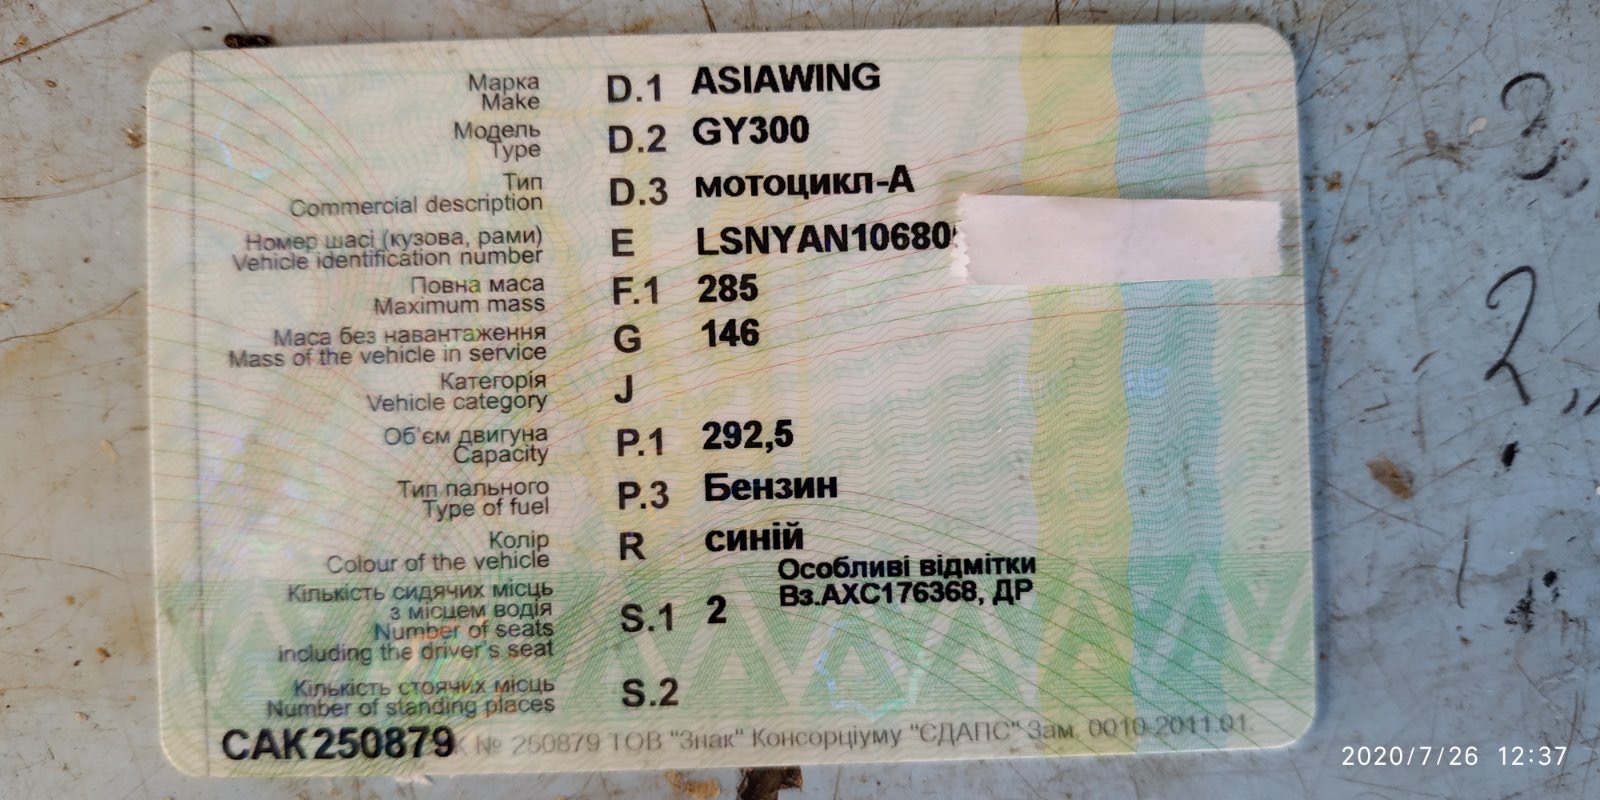 Марка
Make D.1 ASIAWING
Модель
Type D.2 GY300
Тип
Commercial description D.3 мотоцикл-А
Номер шасі (кузова, рами)
Vehicle identification number E LSNYAN10680
Повна маса
Maximum mass F.1 285
Маса без навантаження
Mass of the vehicle in service G 146
Категорія
Vehicle category J
Об'єм двигуна
Capacity P.1 292,5
Тип пального
Type of fuel P.3 Бензин
Колір
Colour of the vehicle R синій
Особливі відмітки
Вз.АХС176368, ДР
Кількість сидячих місць
з місцем водія
Number of seats
including the driver's seat S.1 2
Кількість стоячих місць
Number of standing places S.2
САК250879 № 250879 ТОВ "Знак" Консорціуму "ЄДАПС" Зам. 0010-2011.01.
3,
2,
2020/7/26 12:37